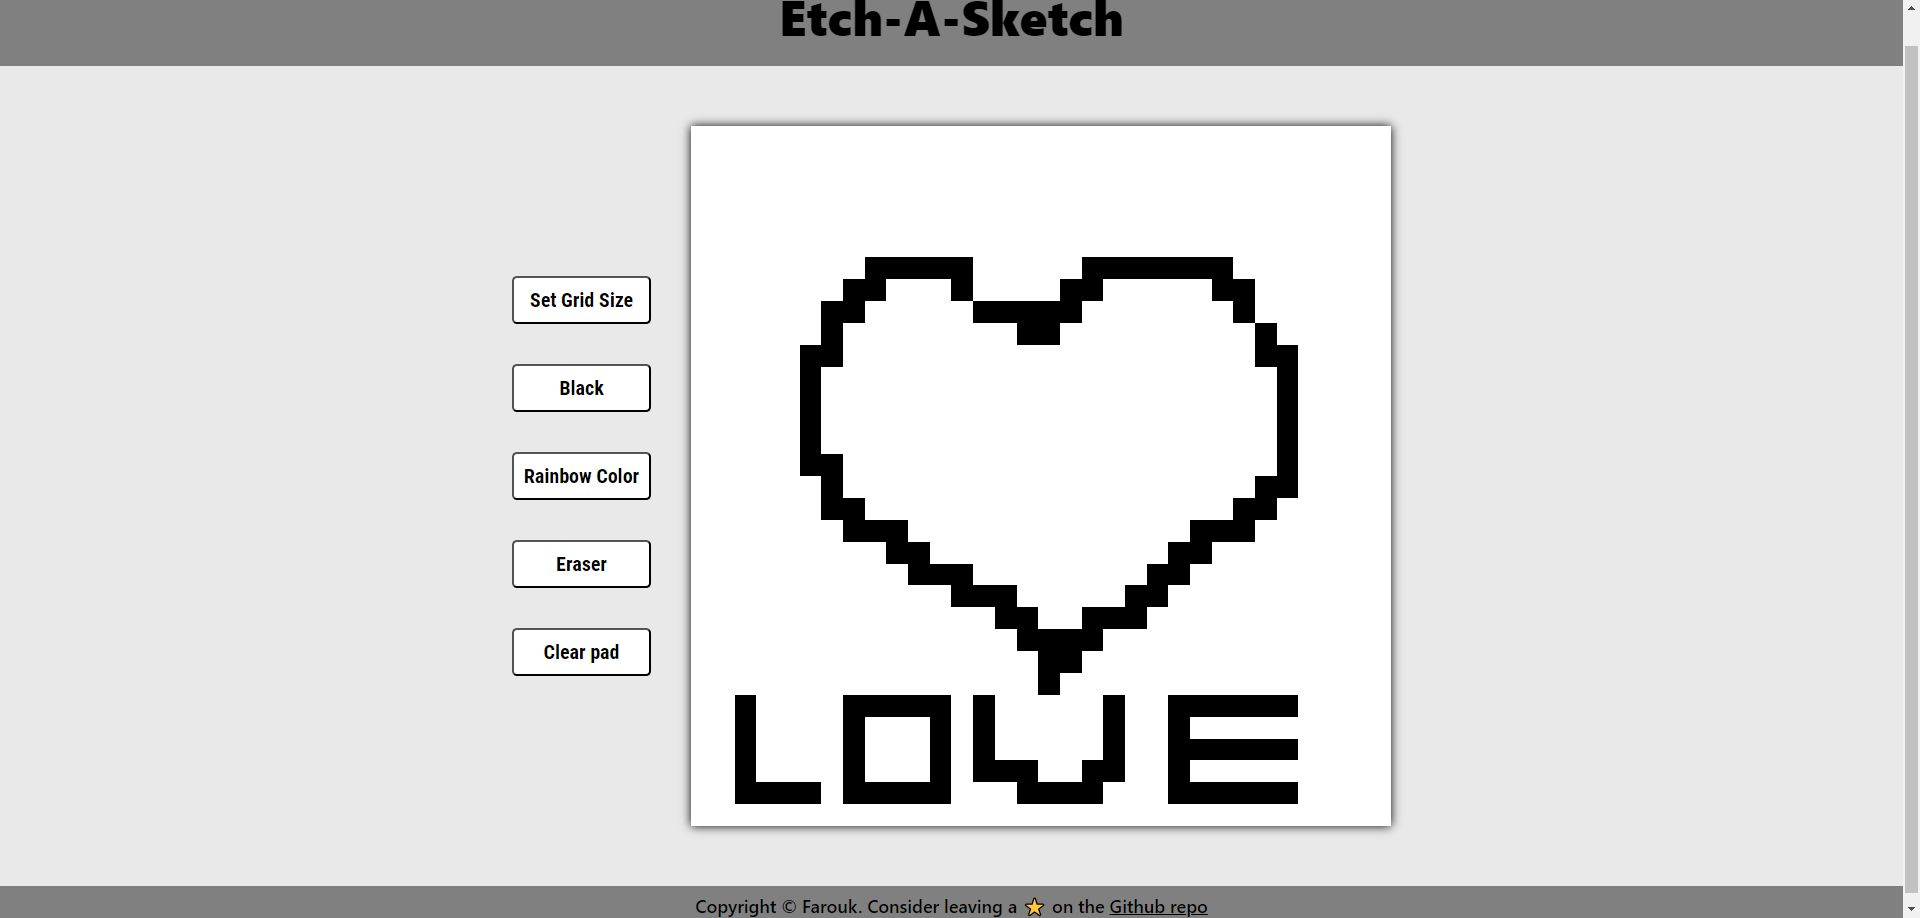 Etch-A-Sketch
Set Grid Size
Black
Rainbow Color
Eraser
Clear pad
LOVE
Copyright © Farouk. Consider leaving a ⭐ on the Github repo